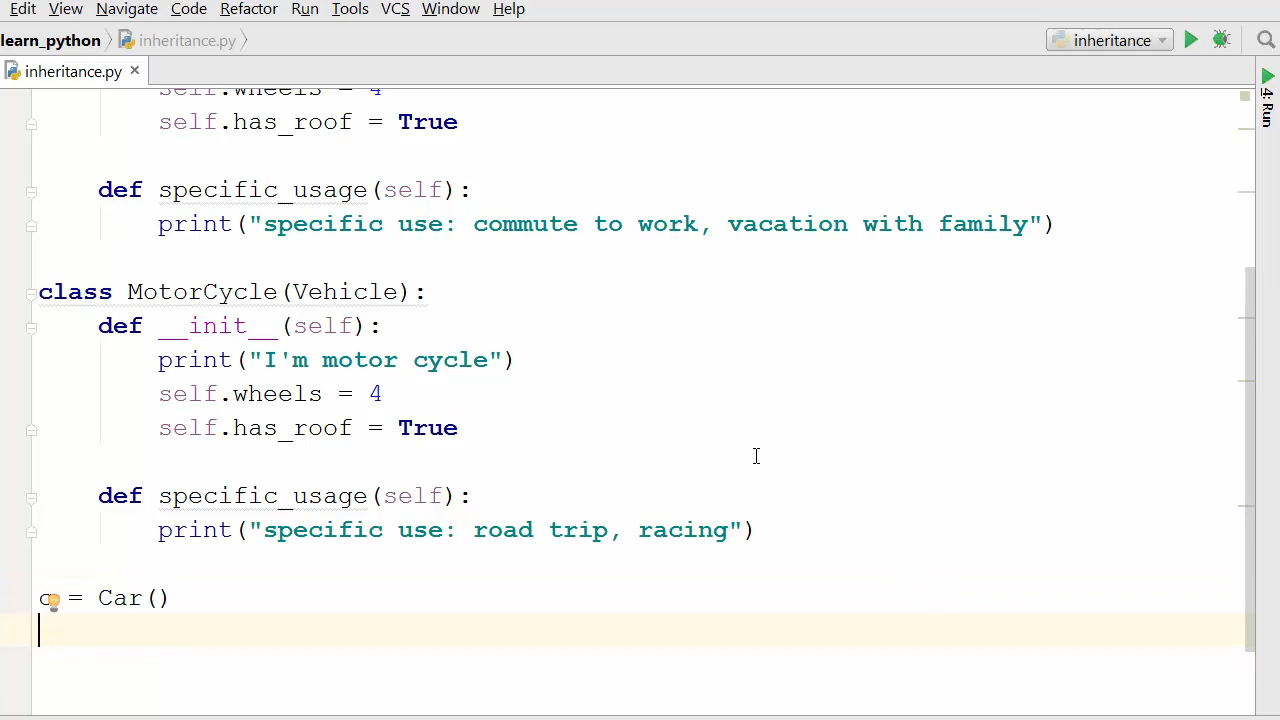 Edit View Navigate Code Refactor Run Tools VCS Window Help
learn_python inheritance.py inheritance
inheritance.py
4: Run
self.wheels = 4
self.has_roof = True
def specific_usage(self):
print("specific use: commute to work, vacation with family")
class MotorCycle(Vehicle):
def __init__(self):
print("I'm motor cycle")
self.wheels = 4
self.has_roof = True
def specific_usage(self):
print("specific use: road trip, racing")
c = Car()